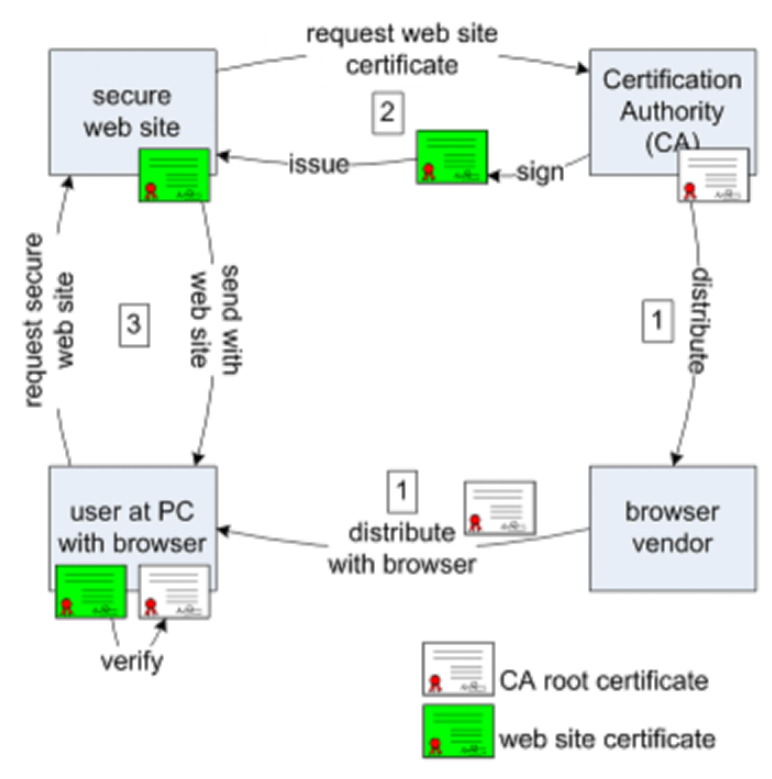 request web site
certificate
secure
web site
Certification
Authority
(CA)
2
issue
sign
request secure
web site
3
send with
web site
1
distribute
user at PC
with browser
1
distribute
with browser
browser
vendor
verify
CA root certificate
web site certificate